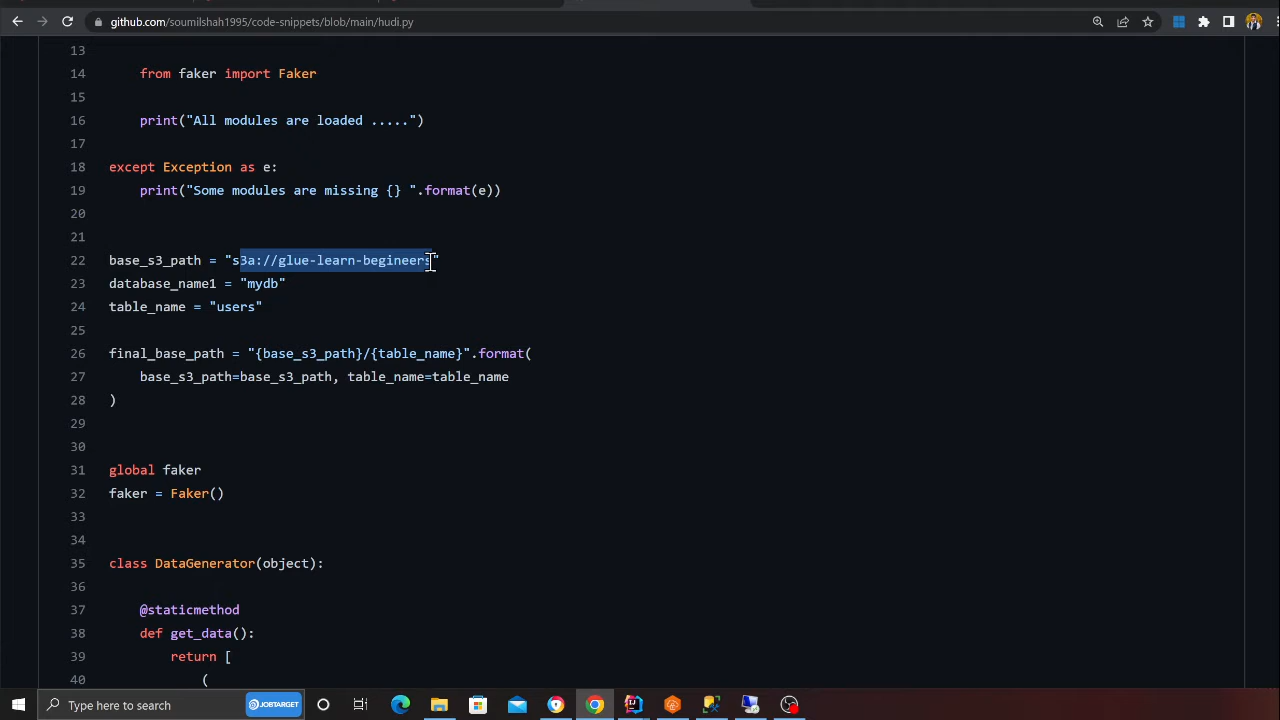 github.com/soumilshah1995/code-snippets/blob/main/hudi.py
13
14 from faker import Faker
15
16 print("All modules are loaded .....")
17
18 except Exception as e:
19 print("Some modules are missing {} ".format(e))
20
21
22 base_s3_path = "s3a://glue-learn-begineers"
23 database_name1 = "mydb"
24 table_name = "users"
25
26 final_base_path = "{base_s3_path}/{table_name}".format(
27 base_s3_path=base_s3_path, table_name=table_name
28 )
29
30
31 global faker
32 faker = Faker()
33
34
35 class DataGenerator(object):
36
37 @staticmethod
38 def get_data():
39 return [
40 (
Type here to search
JOBTARGET